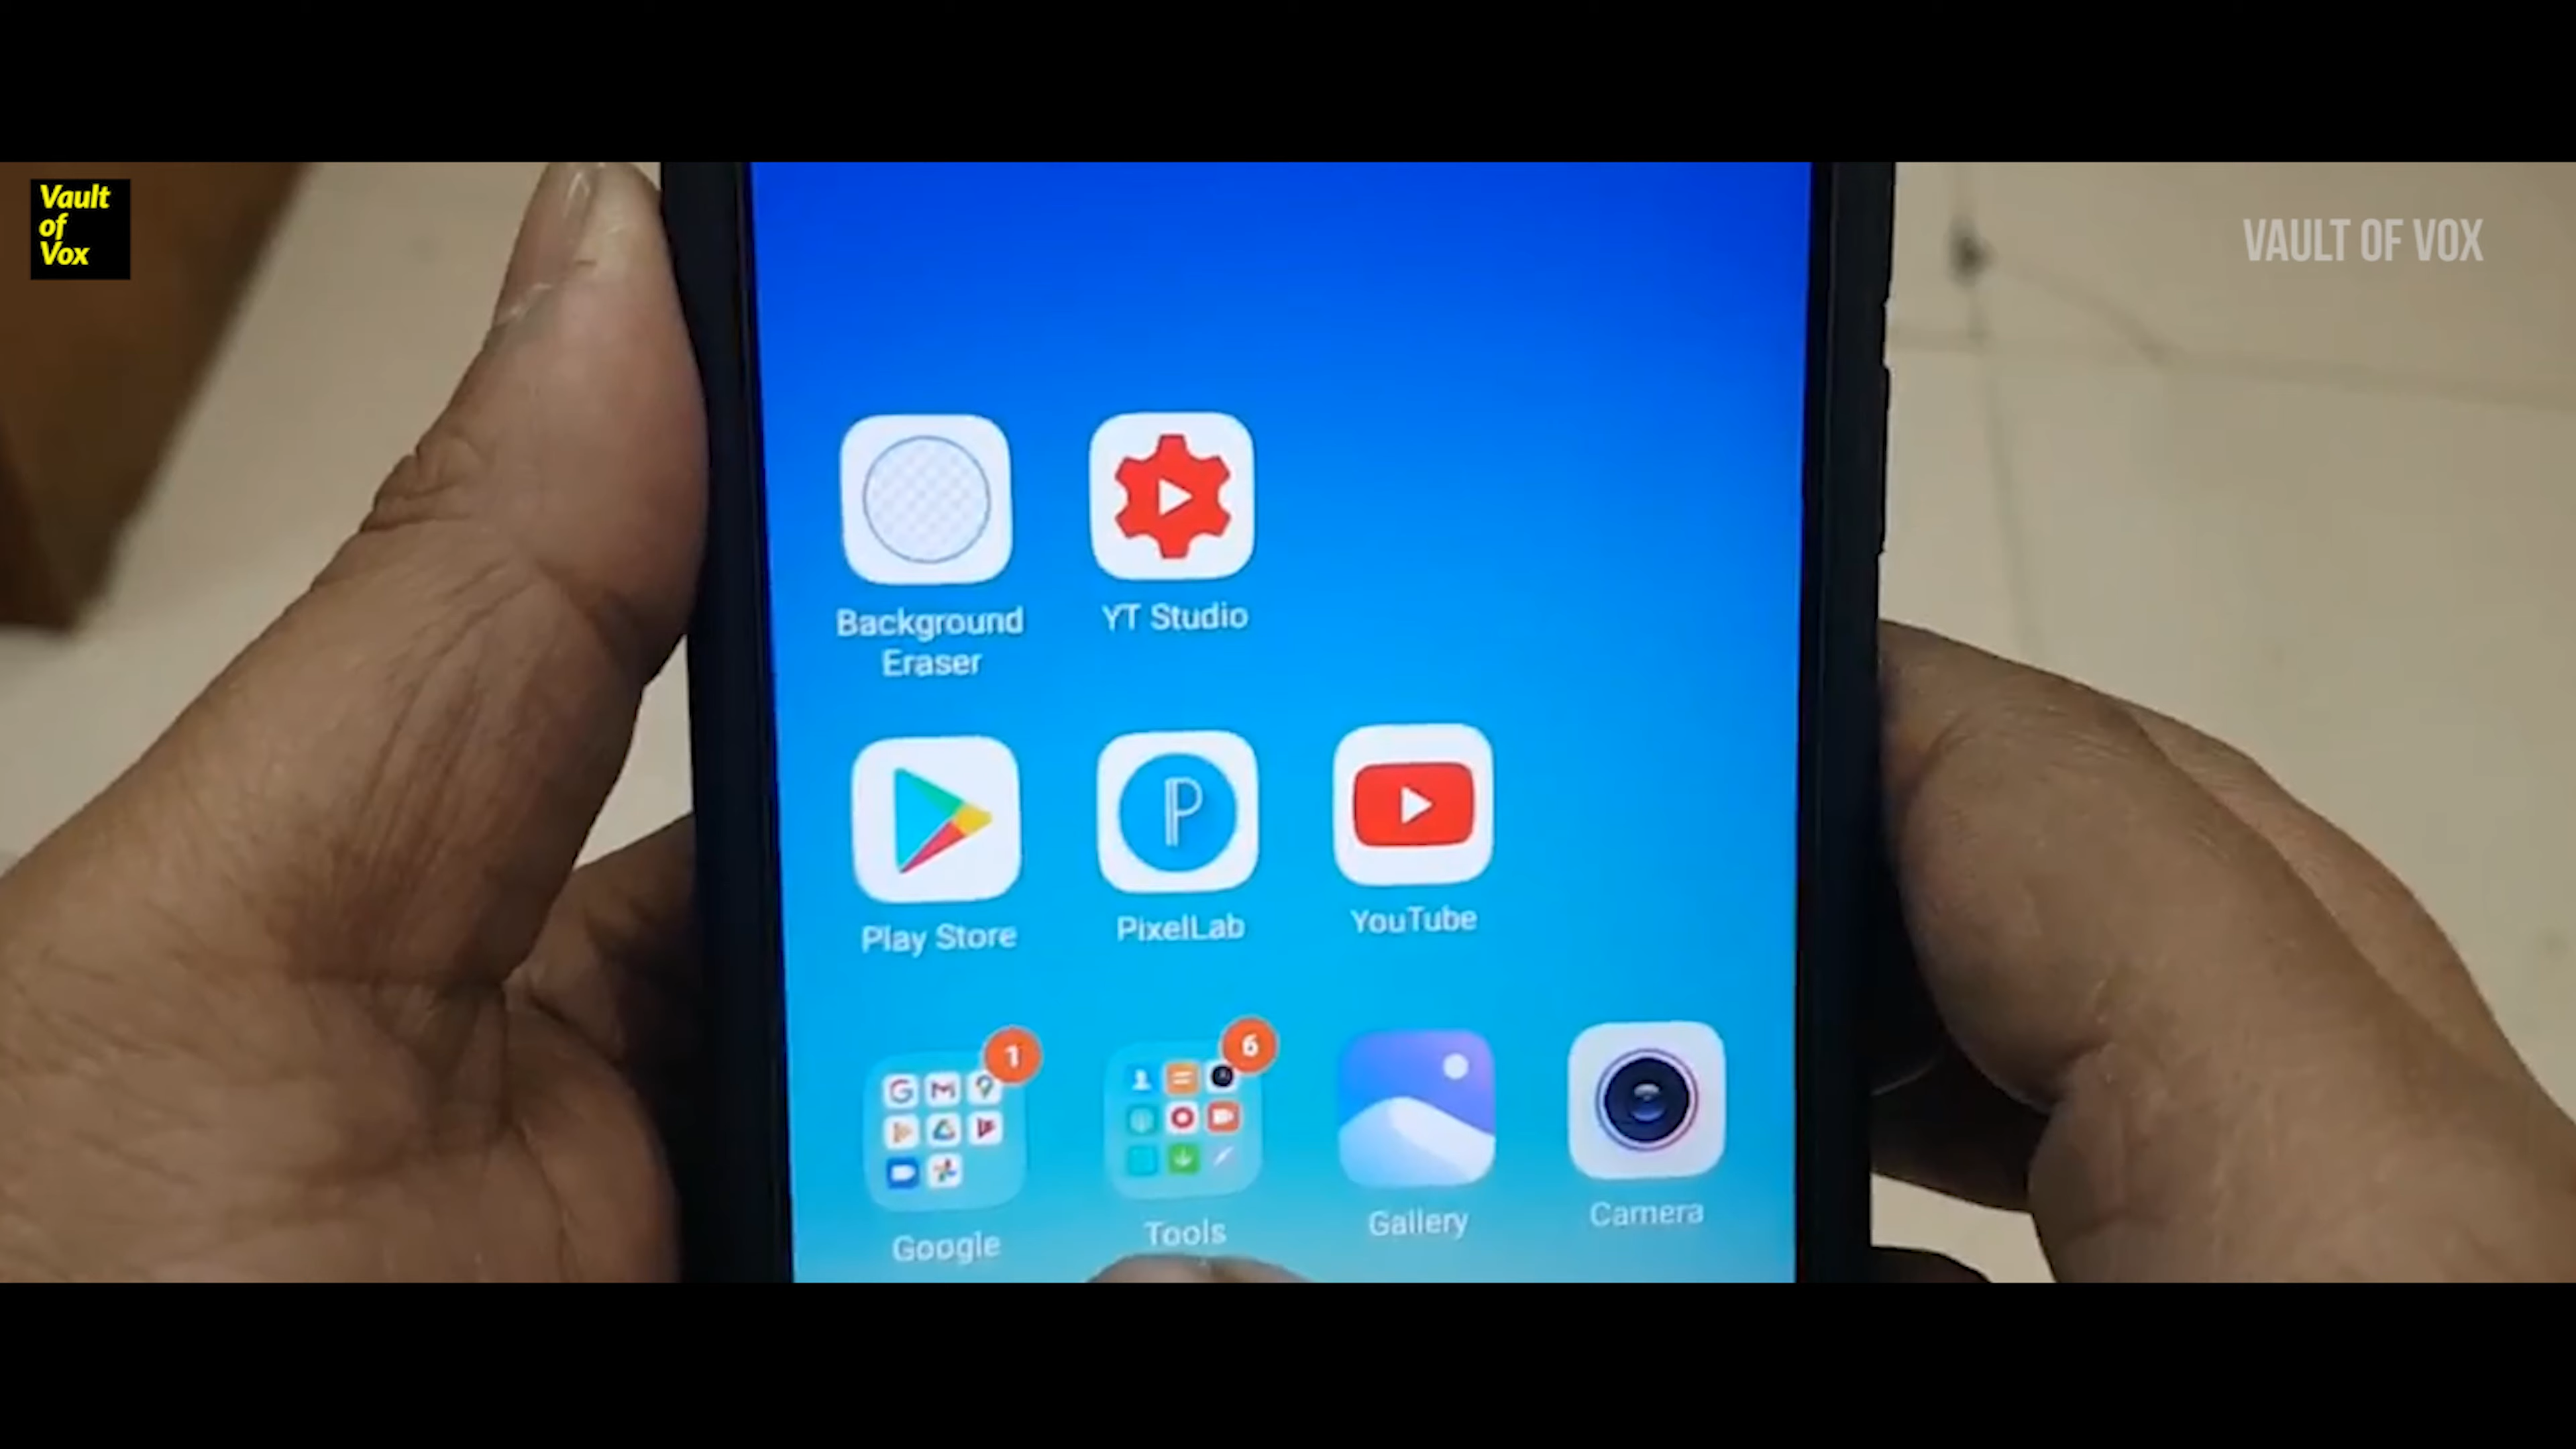 Vault
of
Vox
VAULT OF VOX
Background
Eraser
YT Studio
Play Store
PixelLab
YouTube
1
6
Google
Tools
Gallery
Camera